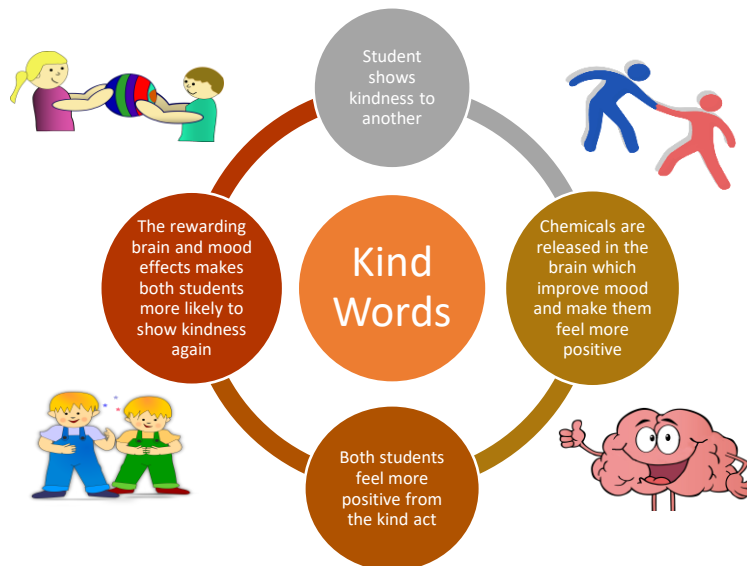 Student
shows
kindness to
another
Chemicals are
released in the
brain which
improve mood
and make them
feel more
positive
Both students
feel more
positive from
the kind act
The rewarding
brain and mood
effects makes
both students
more likely to
show kindness
again
Kind
Words